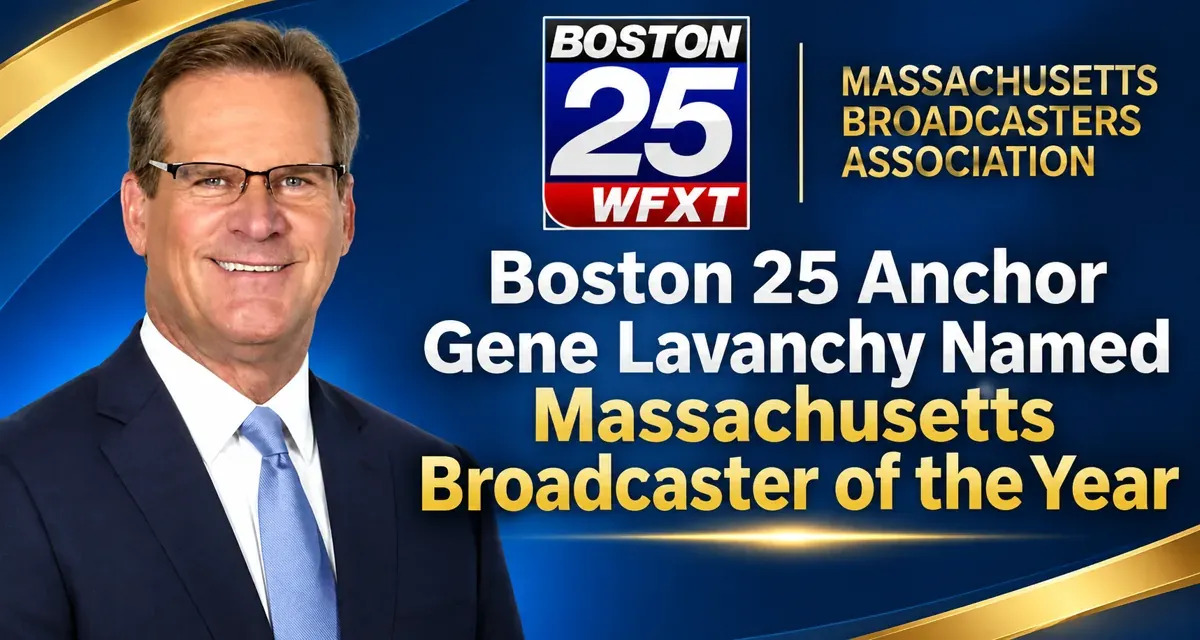 BOSTON
25
WFXT
MASSACHUSETTS
BROADCASTERS
ASSOCIATION
Boston 25 Anchor
Gene Lavanchy Named
Massachusetts
Broadcaster of the Year